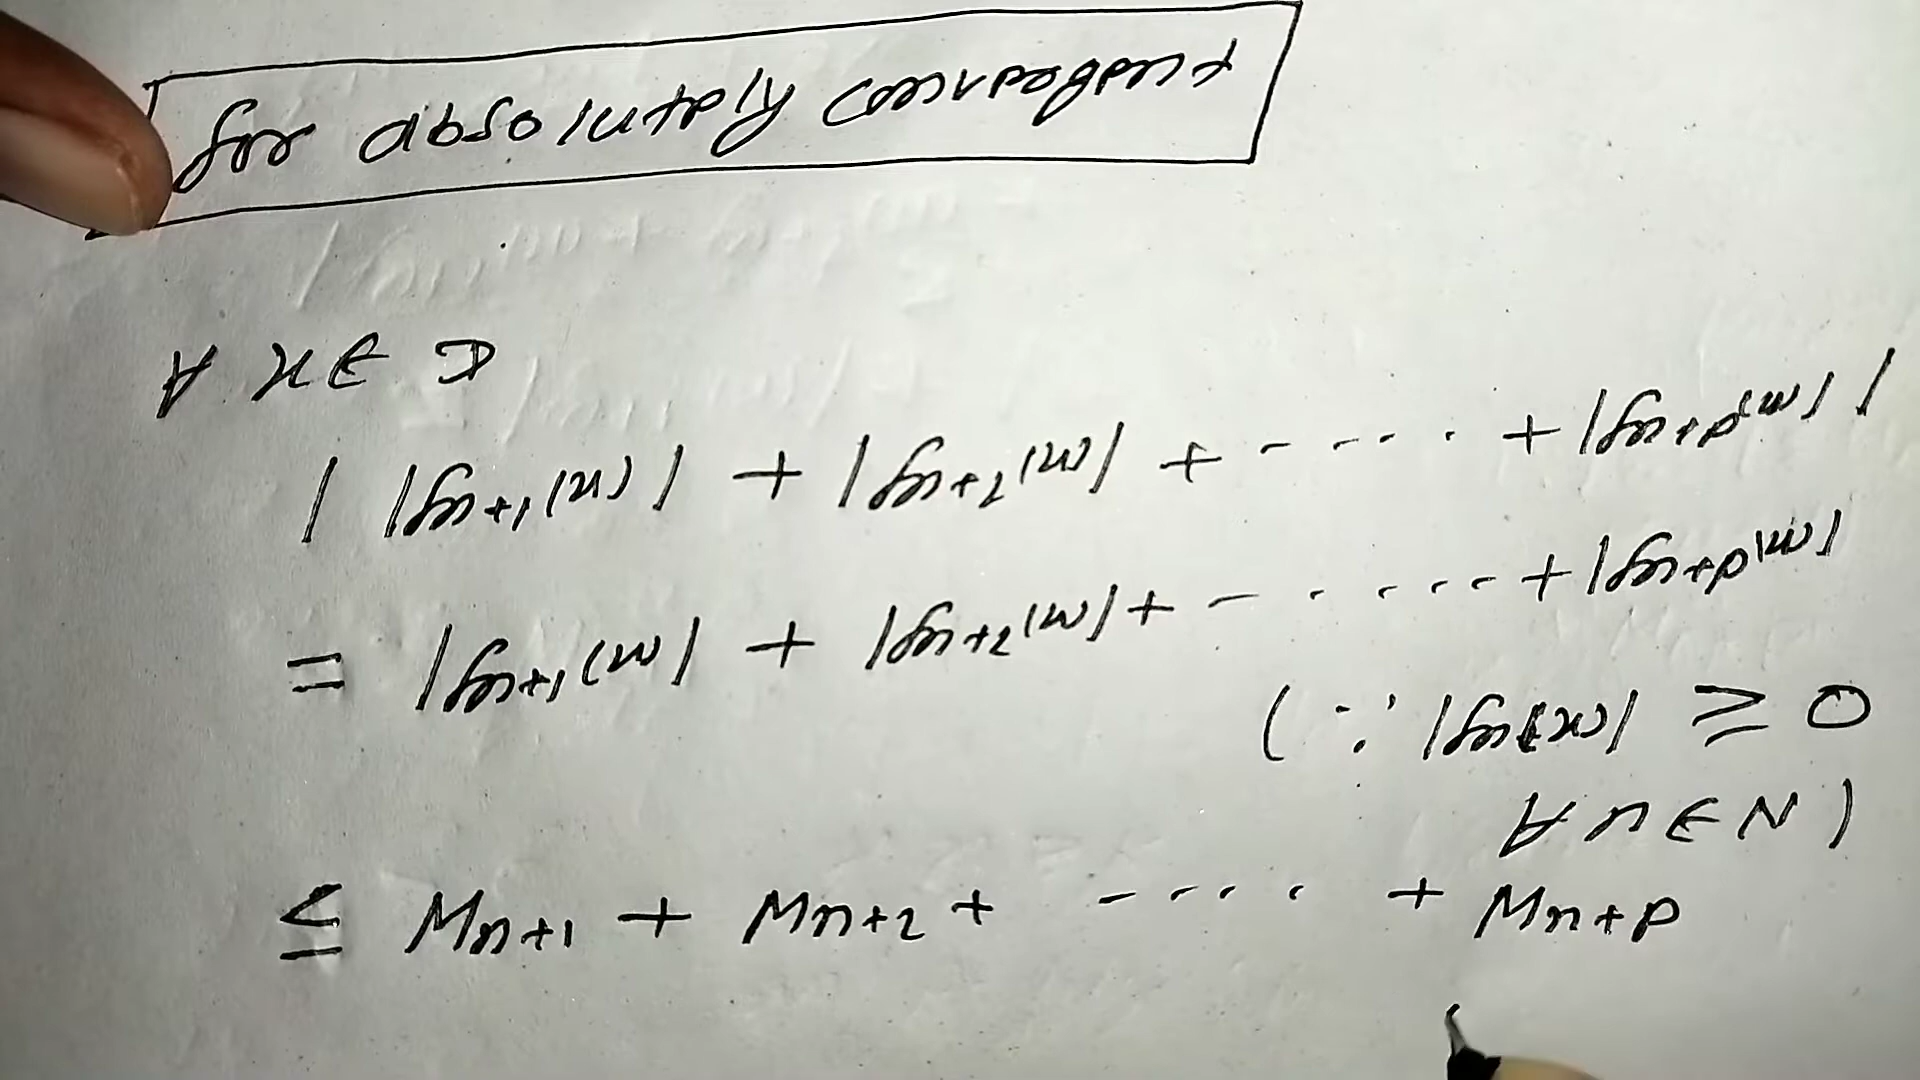 for absolutely convergent
∀ x ∈ D
| |fn+1(x)| + |fn+2(x)| + - - - - + |fn+p(x)| |
= |fn+1(x)| + |fn+2(x)| + - - - - - + |fn+p(x)|
(∵ |fn(x)| ≥ 0
∀ n ∈ N)
≤ Mn+1 + Mn+2 + - - - - + Mn+p